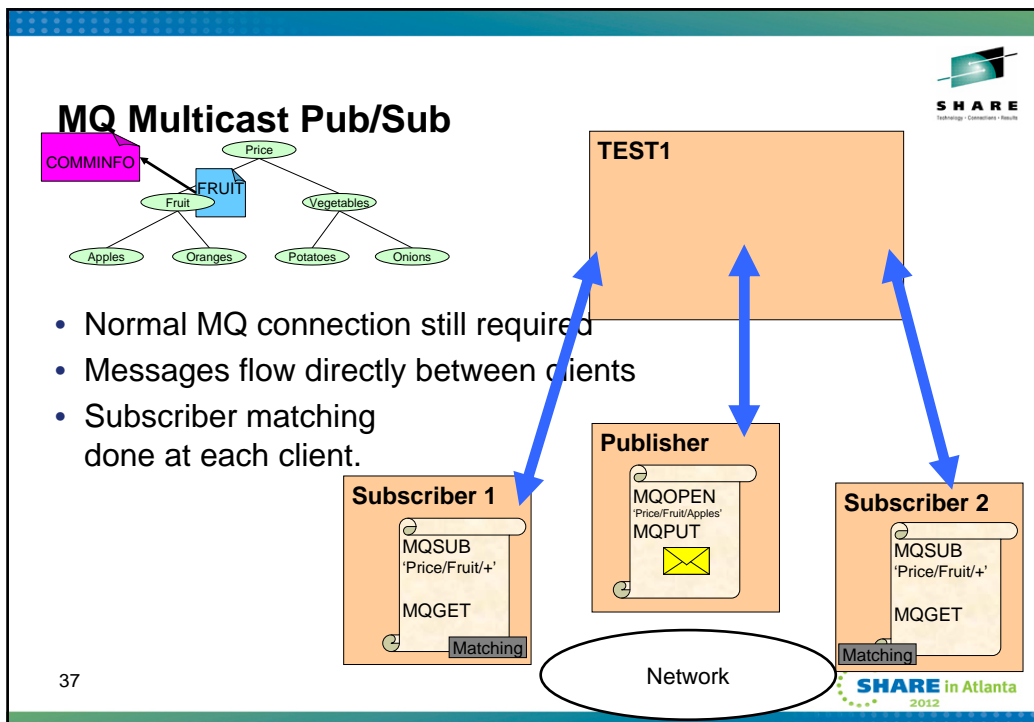 SHARE
Technology · Connections · Results
MQ Multicast Pub/Sub
COMMINFO
Price
FRUIT
Fruit
Vegetables
Apples
Oranges
Potatoes
Onions
TEST1
• Normal MQ connection still required
• Messages flow directly between clients
• Subscriber matching
done at each client.
Publisher
MQOPEN
‘Price/Fruit/Apples’
MQPUT
Subscriber 1
MQSUB
‘Price/Fruit/+’
MQGET
Matching
Subscriber 2
MQSUB
‘Price/Fruit/+’
MQGET
Matching
Network
37
SHARE in Atlanta
2012